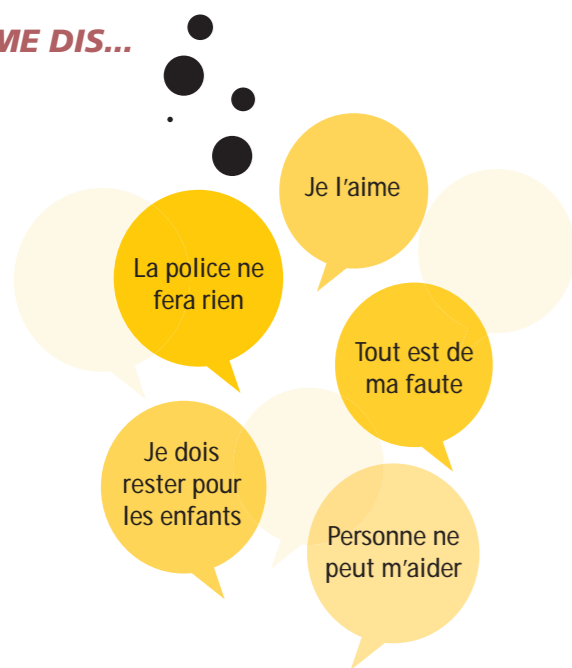 ME DIS...
Je l'aime
La police ne
fera rien
Tout est de
ma faute
Je dois
rester pour
les enfants
Personne ne
peut m'aider